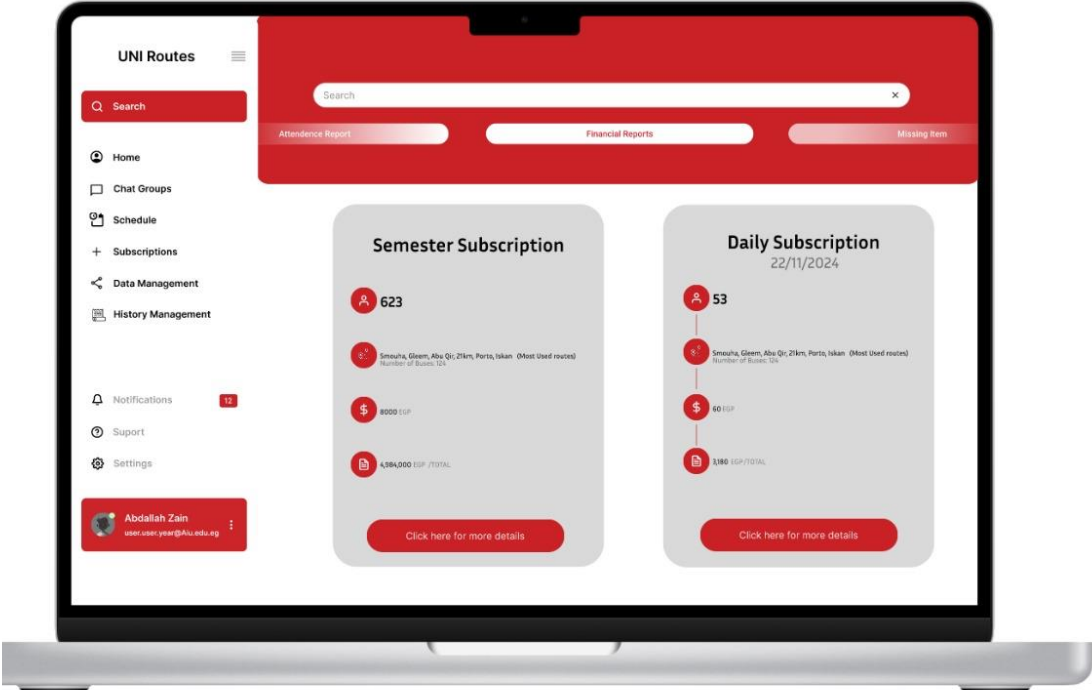 UNI Routes
Search
Home
Chat Groups
Schedule
Subscriptions
Data Management
History Management
Notifications 12
Suport
Settings
Abdallah Zain
user.user.year@Aiu.edu.eg
Search ×
Attendence Report
Financial Reports
Missing Item
Semester Subscription
623
Smouha, Gleem, Abu Qir, 21km, Porto, Iskan (Most Used routes)
Number of Buses: 124
$ 8000 EGP
4,984,000 EGP /TOTAL
Click here for more details
Daily Subscription
22/11/2024
53
Smouha, Gleem, Abu Qir, 21km, Porto, Iskan (Most Used routes)
Number of Buses: 124
$ 60 EGP
3,180 EGP/TOTAL
Click here for more details